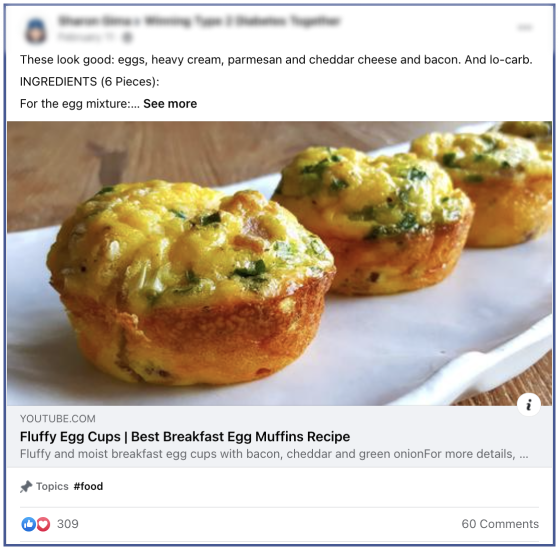 These look good: eggs, heavy cream, parmesan and cheddar cheese and bacon. And lo-carb.
INGREDIENTS (6 Pieces):
For the egg mixture:... See more
YOUTUBE.COM
Fluffy Egg Cups | Best Breakfast Egg Muffins Recipe
Fluffy and moist breakfast egg cups with bacon, cheddar and green onionFor more details, ...
Topics #food
309
60 Comments